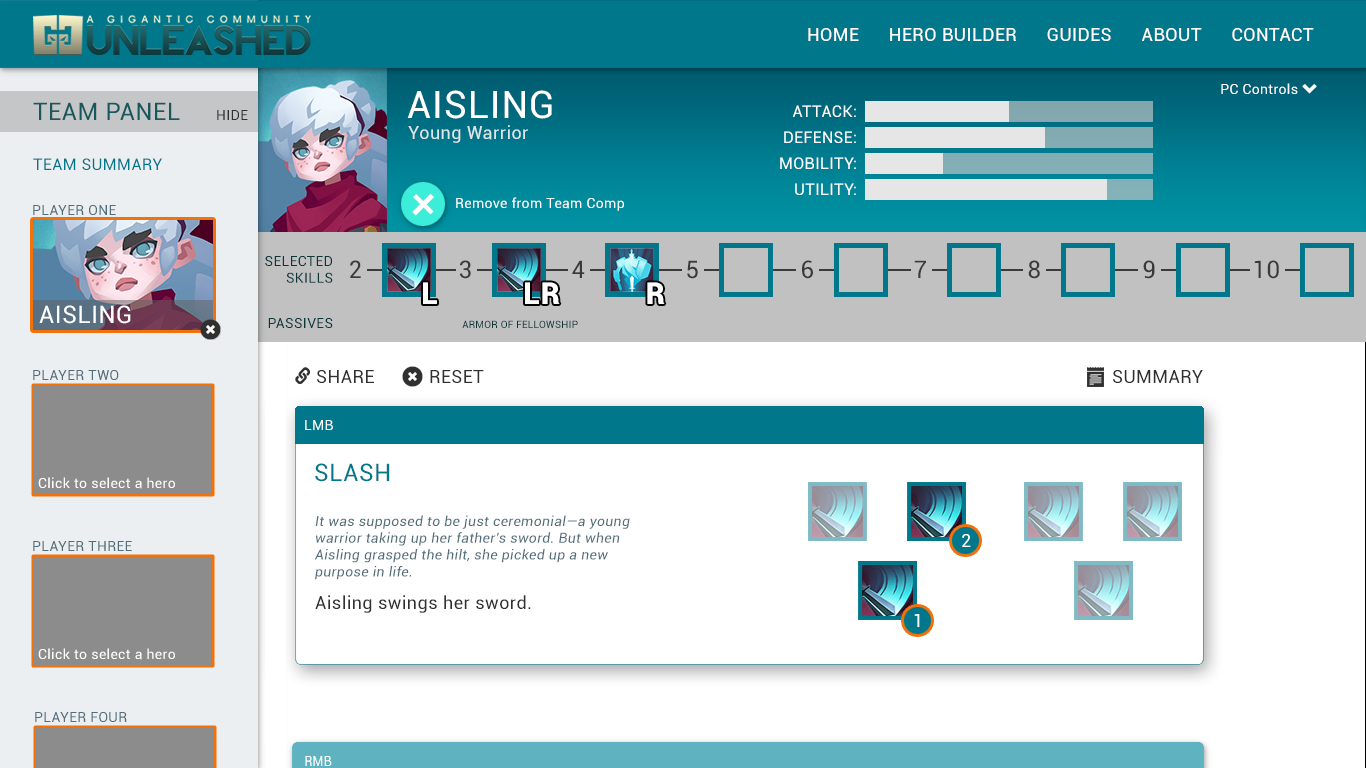 A GIGANTIC COMMUNITY
UNLEASHED
HOME
HERO BUILDER
GUIDES
ABOUT
CONTACT
TEAM PANEL
HIDE
TEAM SUMMARY
PLAYER ONE
AISLING
PLAYER TWO
Click to select a hero
PLAYER THREE
Click to select a hero
PLAYER FOUR
AISLING
Young Warrior
Remove from Team Comp
ATTACK:
DEFENSE:
MOBILITY:
UTILITY:
PC Controls
SELECTED
SKILLS
2
L
3
LR
4
R
5
6
7
8
9
10
PASSIVES
ARMOR OF FELLOWSHIP
SHARE
RESET
SUMMARY
LMB
SLASH
It was supposed to be just ceremonial—a young
warrior taking up her father's sword. But when
Aisling grasped the hilt, she picked up a new
purpose in life.
Aisling swings her sword.
2
1
RMB